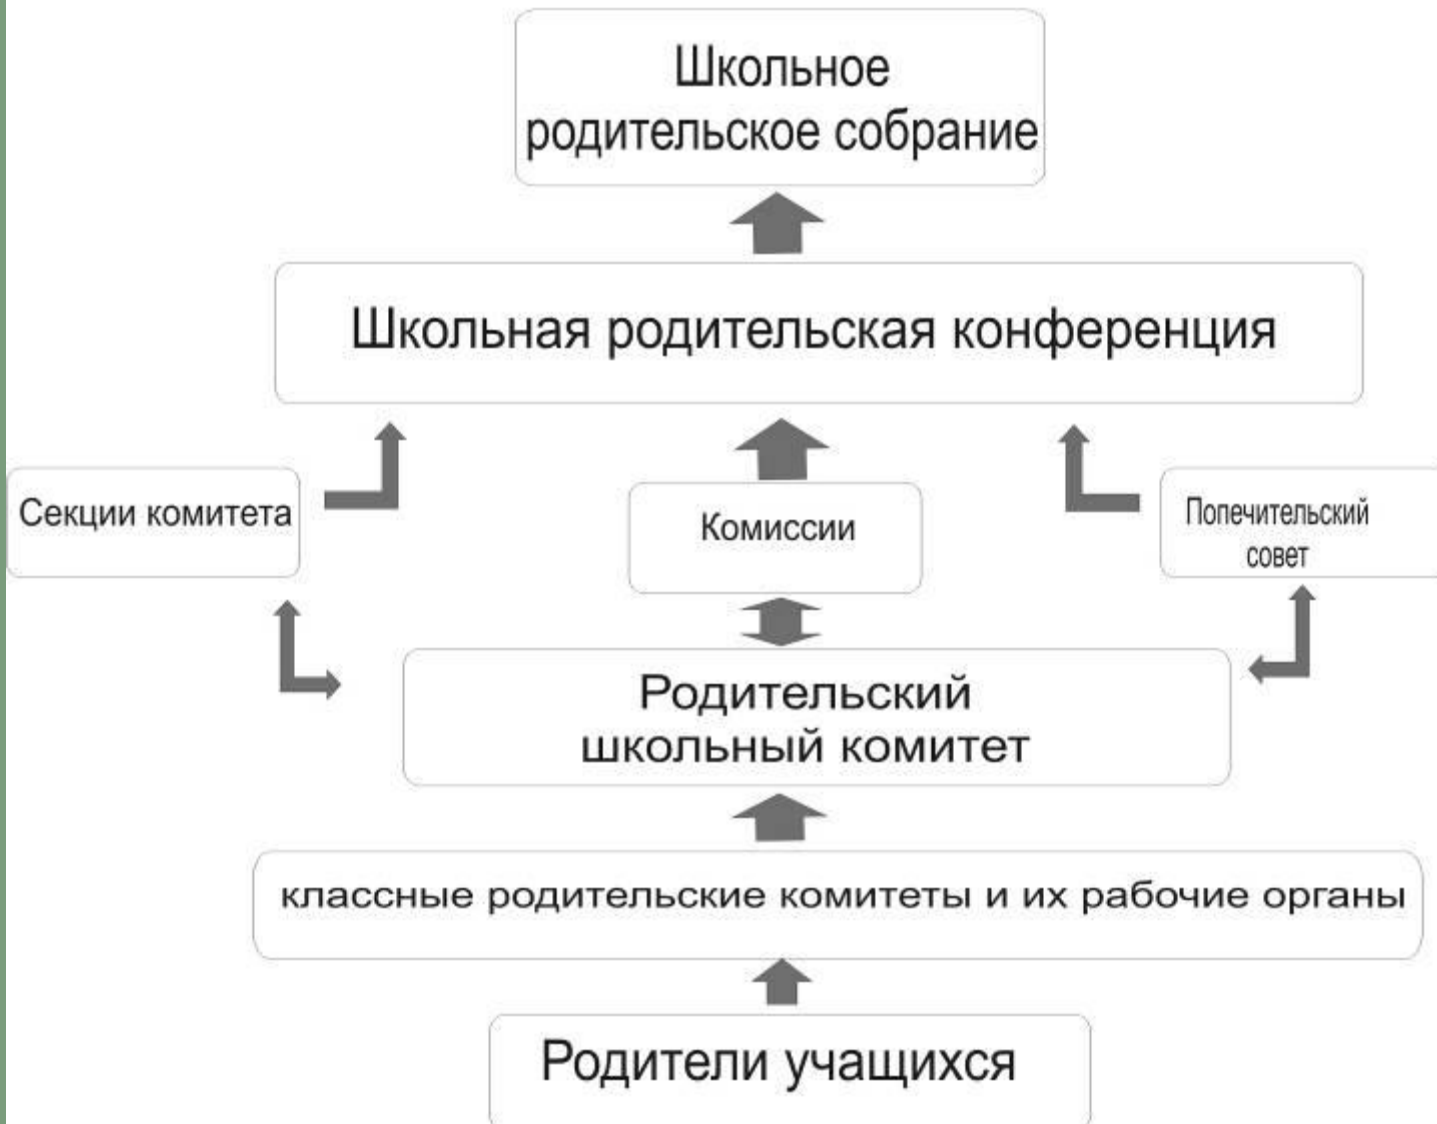 Школьное
родительское собрание
Школьная родительская конференция
Секции комитета
Комиссии
Попечительский
совет
Родительский
школьный комитет
классные родительские комитеты и их рабочие органы
Родители учащихся